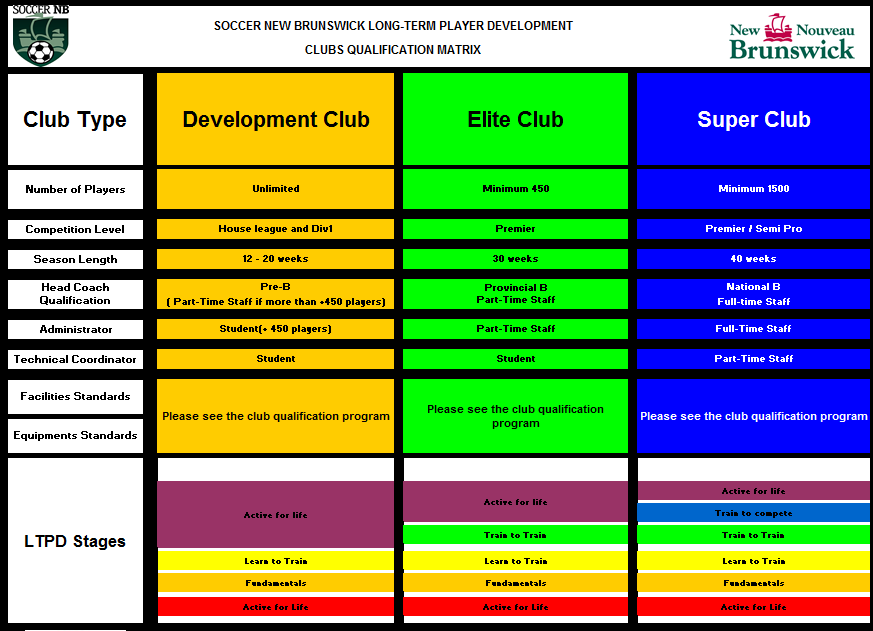 SOCCER NB
SOCCER NEW BRUNSWICK LONG-TERM PLAYER DEVELOPMENT
CLUBS QUALIFICATION MATRIX
New Nouveau
Brunswick
Club Type
Development Club
Elite Club
Super Club
Number of Players
Unlimited
Minimum 450
Minimum 1500
Competition Level
House league and Div1
Premier
Premier / Semi Pro
Season Length
12 - 20 weeks
30 weeks
40 weeks
Head Coach
Qualification
Pre-B
( Part-Time Staff if more than +450 players)
Provincial B
Part-Time Staff
National B
Full-time Staff
Administrator
Student(+ 450 players)
Part-Time Staff
Full-Time Staff
Technical Coordinator
Student
Student
Part-Time Staff
Facilities Standards
Equipments Standards
Please see the club qualification program
Please see the club qualification
program
Please see the club qualification program
LTPD Stages
Active for life
Learn to Train
Fundamentals
Active for Life
Active for life
Train to Train
Learn to Train
Fundamentals
Active for Life
Active for life
Train to compete
Train to Train
Learn to Train
Fundamentals
Active for Life